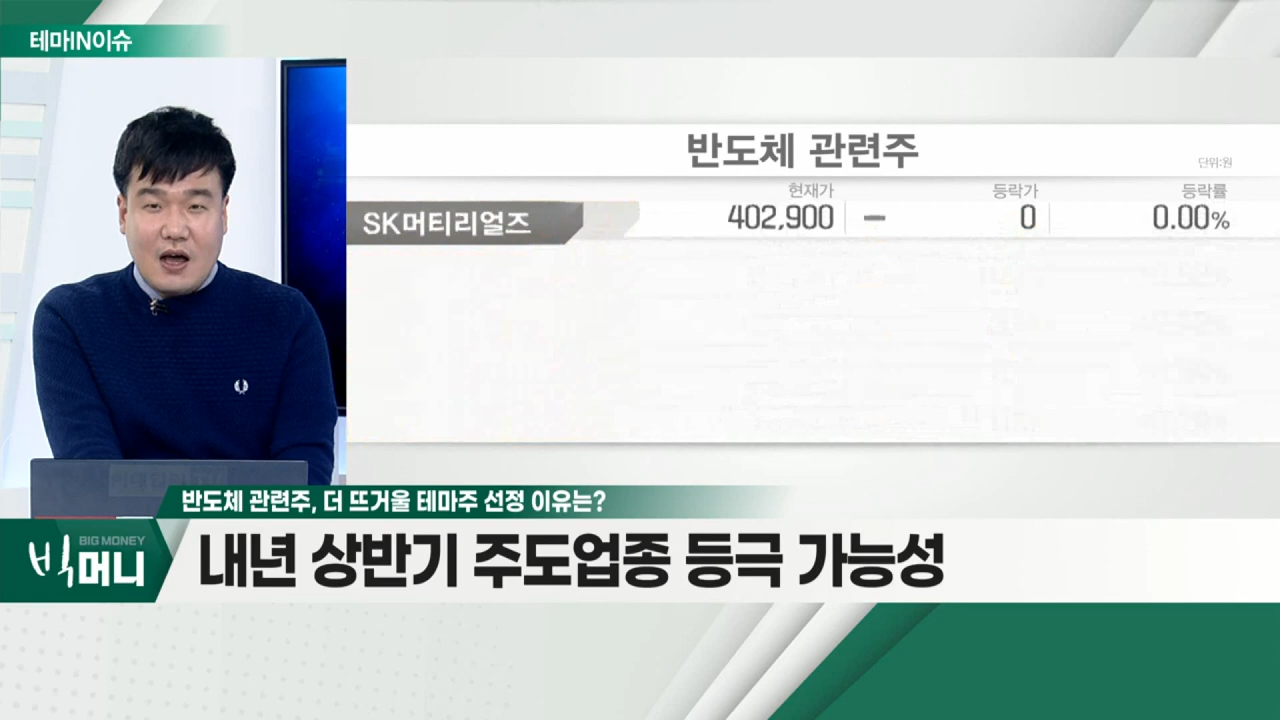 테마IN이슈
반도체 관련주
단위:원
현재가 등락가 등락률
SK머티리얼즈 402,900 0 0.00%
반도체 관련주, 더 뜨거울 테마주 선정 이유는?
BIG MONEY
빅머니
내년 상반기 주도업종 등극 가능성